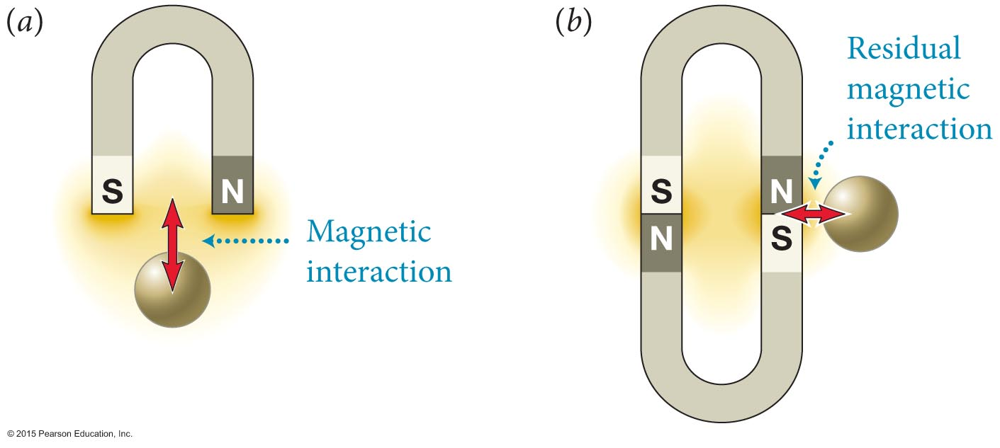 (a)
S
N
Magnetic
interaction
(b)
Residual
magnetic
interaction
S
N
N
S
© 2015 Pearson Education, Inc.